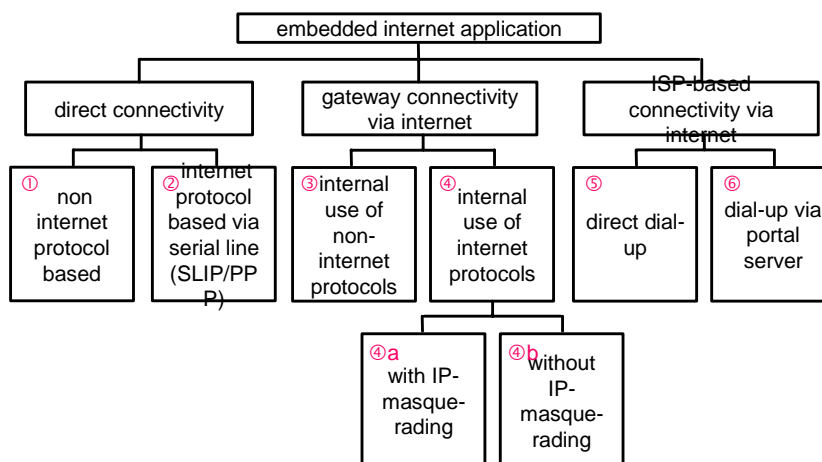 embedded internet application
direct connectivity
gateway connectivity
via internet
ISP-based
connectivity via
internet
①
non
internet
protocol
based
②
internet
protocol
based via
serial line
(SLIP/PP
P)
③
internal
use of
non-
internet
protocols
④
internal
use of
internet
protocols
⑤
direct dial-
up
⑥
dial-up via
portal
server
④a
with IP-
masque-
rading
④b
without IP-
masque-
rading